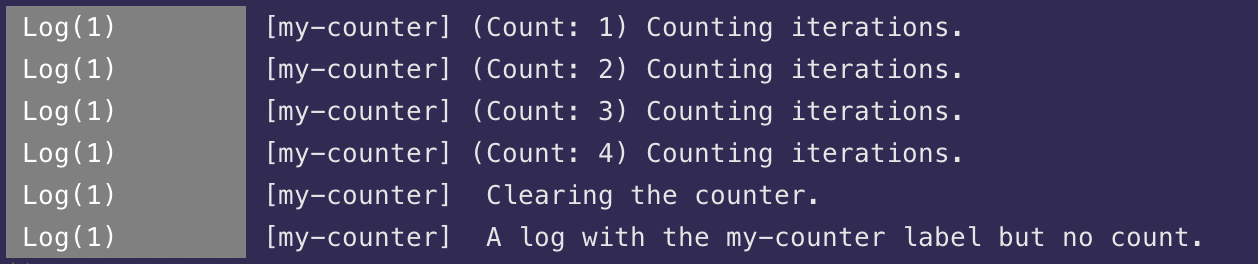 Log(1) [my-counter] (Count: 1) Counting iterations.
Log(1) [my-counter] (Count: 2) Counting iterations.
Log(1) [my-counter] (Count: 3) Counting iterations.
Log(1) [my-counter] (Count: 4) Counting iterations.
Log(1) [my-counter]  Clearing the counter.
Log(1) [my-counter]  A log with the my-counter label but no count.